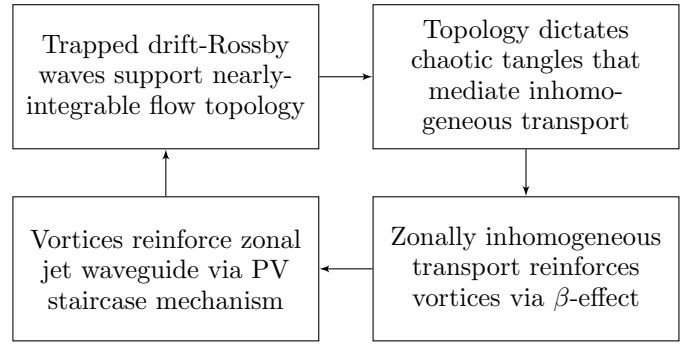 Trapped drift-Rossby
waves support nearly-
integrable flow topology
Topology dictates
chaotic tangles that
mediate inhomo-
geneous transport
Zonally inhomogeneous
transport reinforces
vortices via β-effect
Vortices reinforce zonal
jet waveguide via PV
staircase mechanism